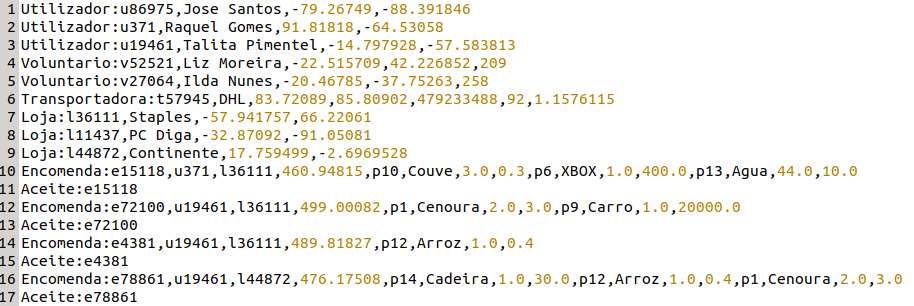 1 Utilizador:u86975,Jose Santos,-79.26749,-88.391846
2 Utilizador:u371,Raquel Gomes,91.81818,-64.53058
3 Utilizador:u19461,Talita Pimentel,-14.797928,-57.583813
4 Voluntario:v52521,Liz Moreira,-22.515709,42.226852,209
5 Voluntario:v27064,Ilda Nunes,-20.46785,-37.75263,258
6 Transportadora:t57945,DHL,83.72089,85.80902,479233488,92,1.1576115
7 Loja:l36111,Staples,-57.941757,66.22061
8 Loja:l11437,PC Diga,-32.87092,-91.05081
9 Loja:l44872,Continente,17.759499,-2.6969528
10 Encomenda:e15118,u371,l36111,460.94815,p10,Couve,3.0,0.3,p6,XBOX,1.0,400.0,p13,Agua,44.0,10.0
11 Aceite:e15118
12 Encomenda:e72100,u19461,l36111,499.00082,p1,Cenoura,2.0,3.0,p9,Carro,1.0,20000.0
13 Aceite:e72100
14 Encomenda:e4381,u19461,l36111,489.81827,p12,Arroz,1.0,0.4
15 Aceite:e4381
16 Encomenda:e78861,u19461,l44872,476.17508,p14,Cadeira,1.0,30.0,p12,Arroz,1.0,0.4,p1,Cenoura,2.0,3.0
17 Aceite:e78861